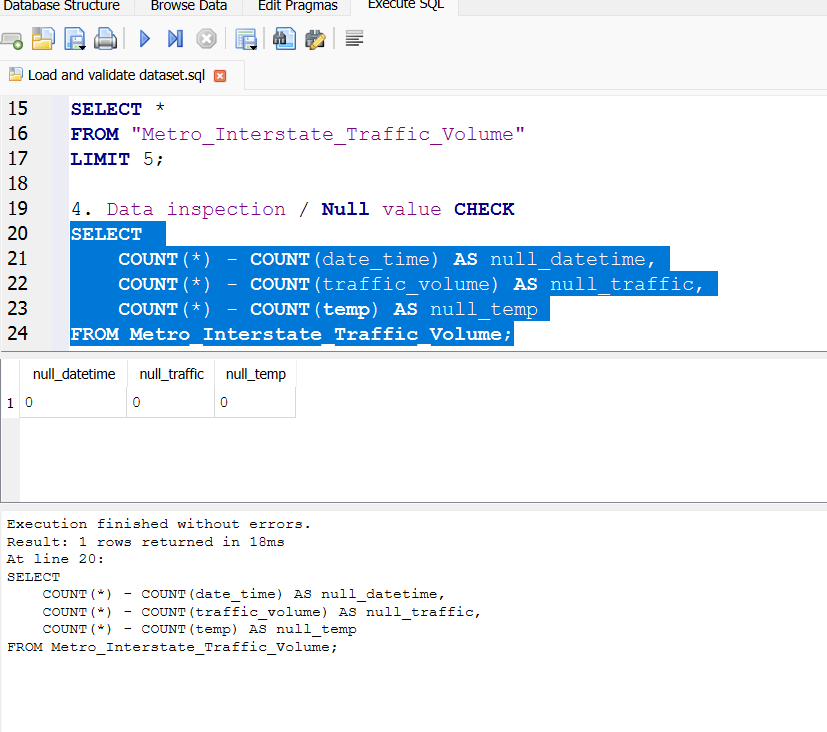 Database Structure Browse Data Edit Pragmas Execute SQL
Load and validate dataset.sql
15 SELECT *
16 FROM "Metro_Interstate_Traffic_Volume"
17 LIMIT 5;
18
19 4. Data inspection / Null value CHECK
20 SELECT
21 COUNT(*) - COUNT(date_time) AS null_datetime,
22 COUNT(*) - COUNT(traffic_volume) AS null_traffic,
23 COUNT(*) - COUNT(temp) AS null_temp
24 FROM Metro_Interstate_Traffic_Volume;
null_datetime null_traffic null_temp
1 0 0 0
Execution finished without errors.
Result: 1 rows returned in 18ms
At line 20:
SELECT
COUNT(*) - COUNT(date_time) AS null_datetime,
COUNT(*) - COUNT(traffic_volume) AS null_traffic,
COUNT(*) - COUNT(temp) AS null_temp
FROM Metro_Interstate_Traffic_Volume;